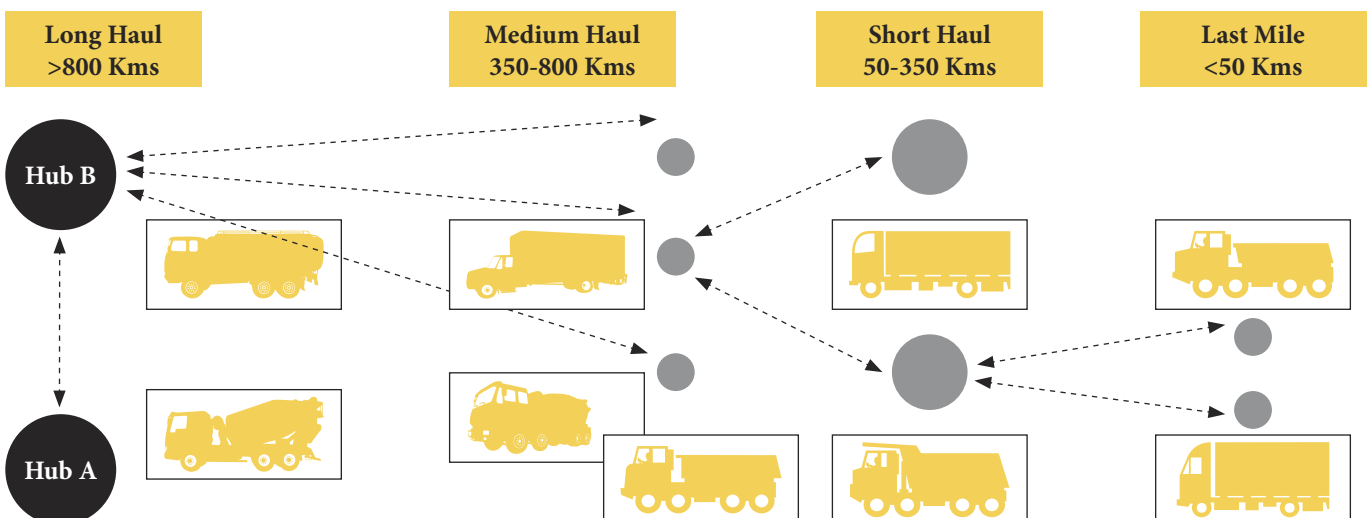 Long Haul
>800 Kms
Medium Haul
350-800 Kms
Short Haul
50-350 Kms
Last Mile
<50 Kms
Hub B
Hub A